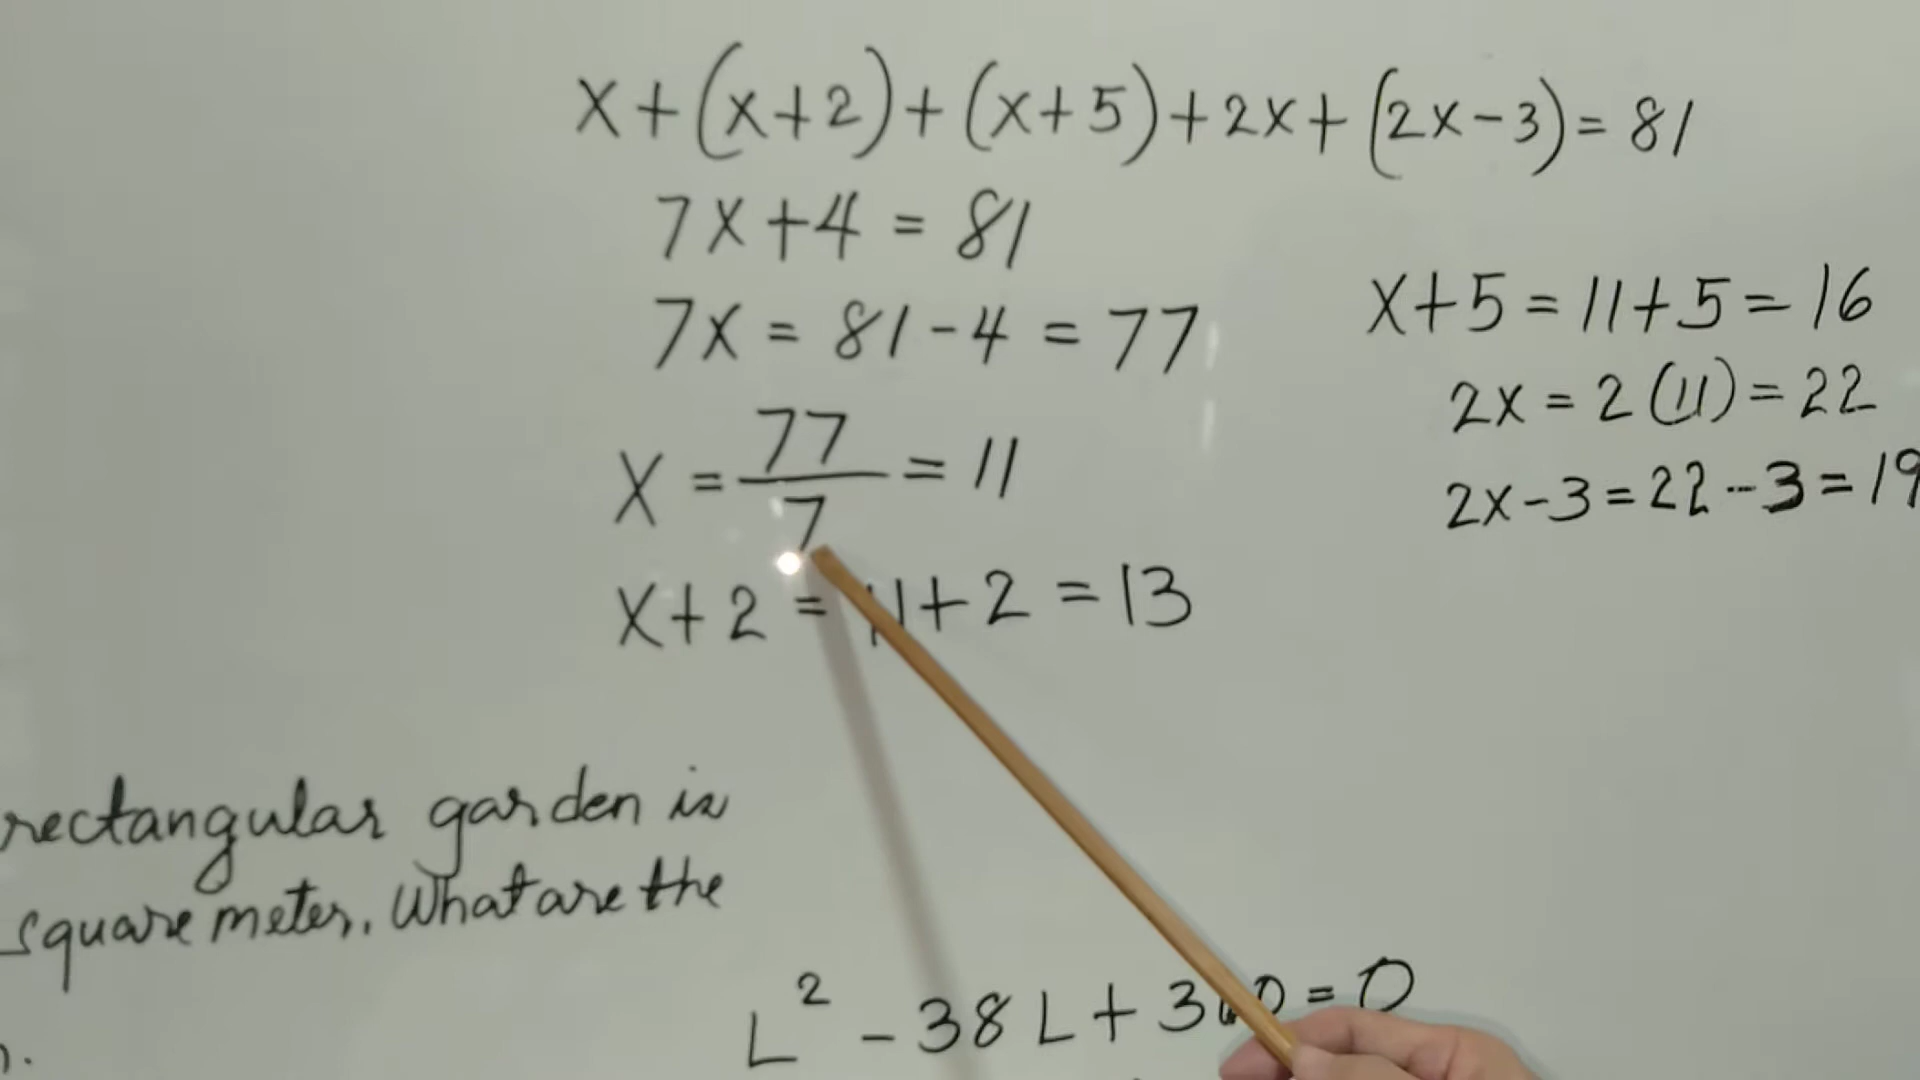 x+(x+2)+(x+5)+2x+(2x-3)=81
7x+4=81
7x=81-4=77
x=77/7=11
x+2=11+2=13
x+5=11+5=16
2x=2(11)=22
2x-3=22-3=19
rectangular garden is
square meter. What are the
L²-38L+360=0